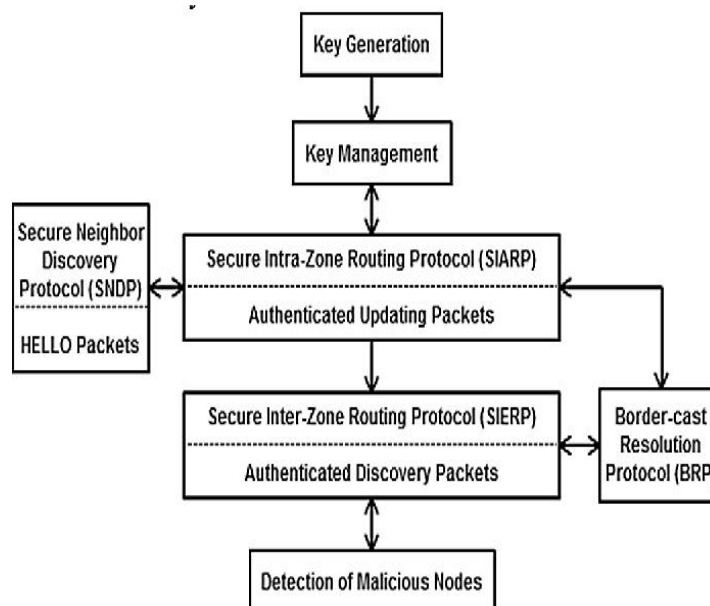 Key Generation
Key Management
Secure Neighbor
Discovery
Protocol (SNDP)
HELLO Packets
Secure Intra-Zone Routing Protocol (SIARP)
Authenticated Updating Packets
Secure Inter-Zone Routing Protocol (SIERP)
Authenticated Discovery Packets
Border-cast
Resolution
Protocol (BRP)
Detection of Malicious Nodes